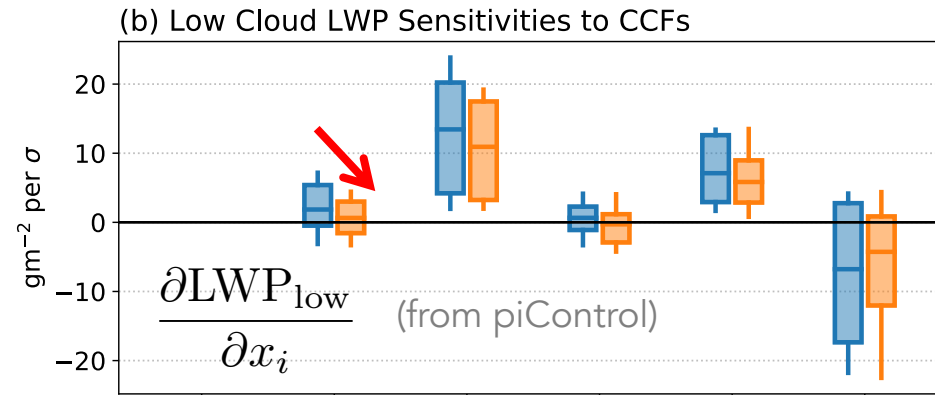 (b) Low Cloud LWP Sensitivities to CCFs
gm⁻² per σ
20
10
0
−10
−20
∂LWP_low
∂x_i
(from piControl)